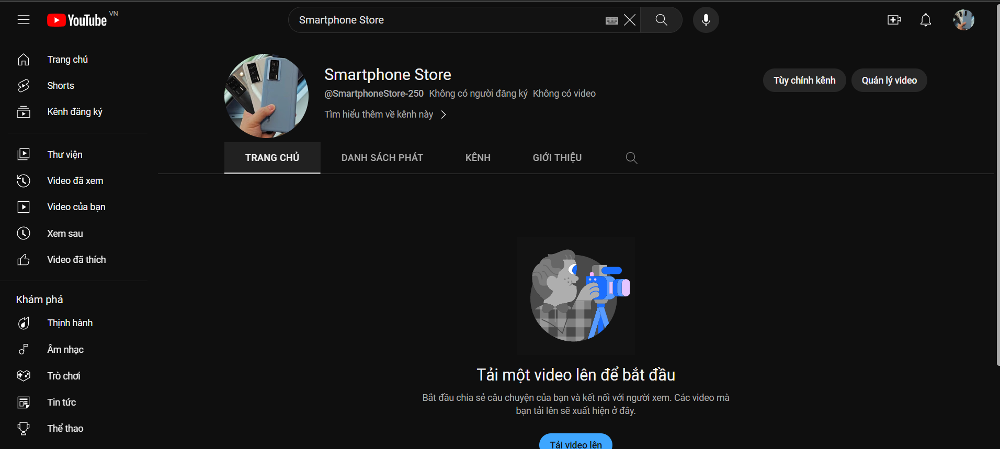 YouTube VN
Smartphone Store
Trang chủ
Shorts
Kênh đăng ký
Thư viện
Video đã xem
Video của bạn
Xem sau
Video đã thích
Khám phá
Thịnh hành
Âm nhạc
Trò chơi
Tin tức
Thể thao
Smartphone Store
@SmartphoneStore-250 Không có người đăng ký Không có video
Tìm hiểu thêm về kênh này
Tùy chỉnh kênh Quản lý video
TRANG CHỦ DANH SÁCH PHÁT KÊNH GIỚI THIỆU
Tải một video lên để bắt đầu
Bắt đầu chia sẻ câu chuyện của bạn và kết nối với người xem. Các video mà
bạn tải lên sẽ xuất hiện ở đây.
Tải video lên